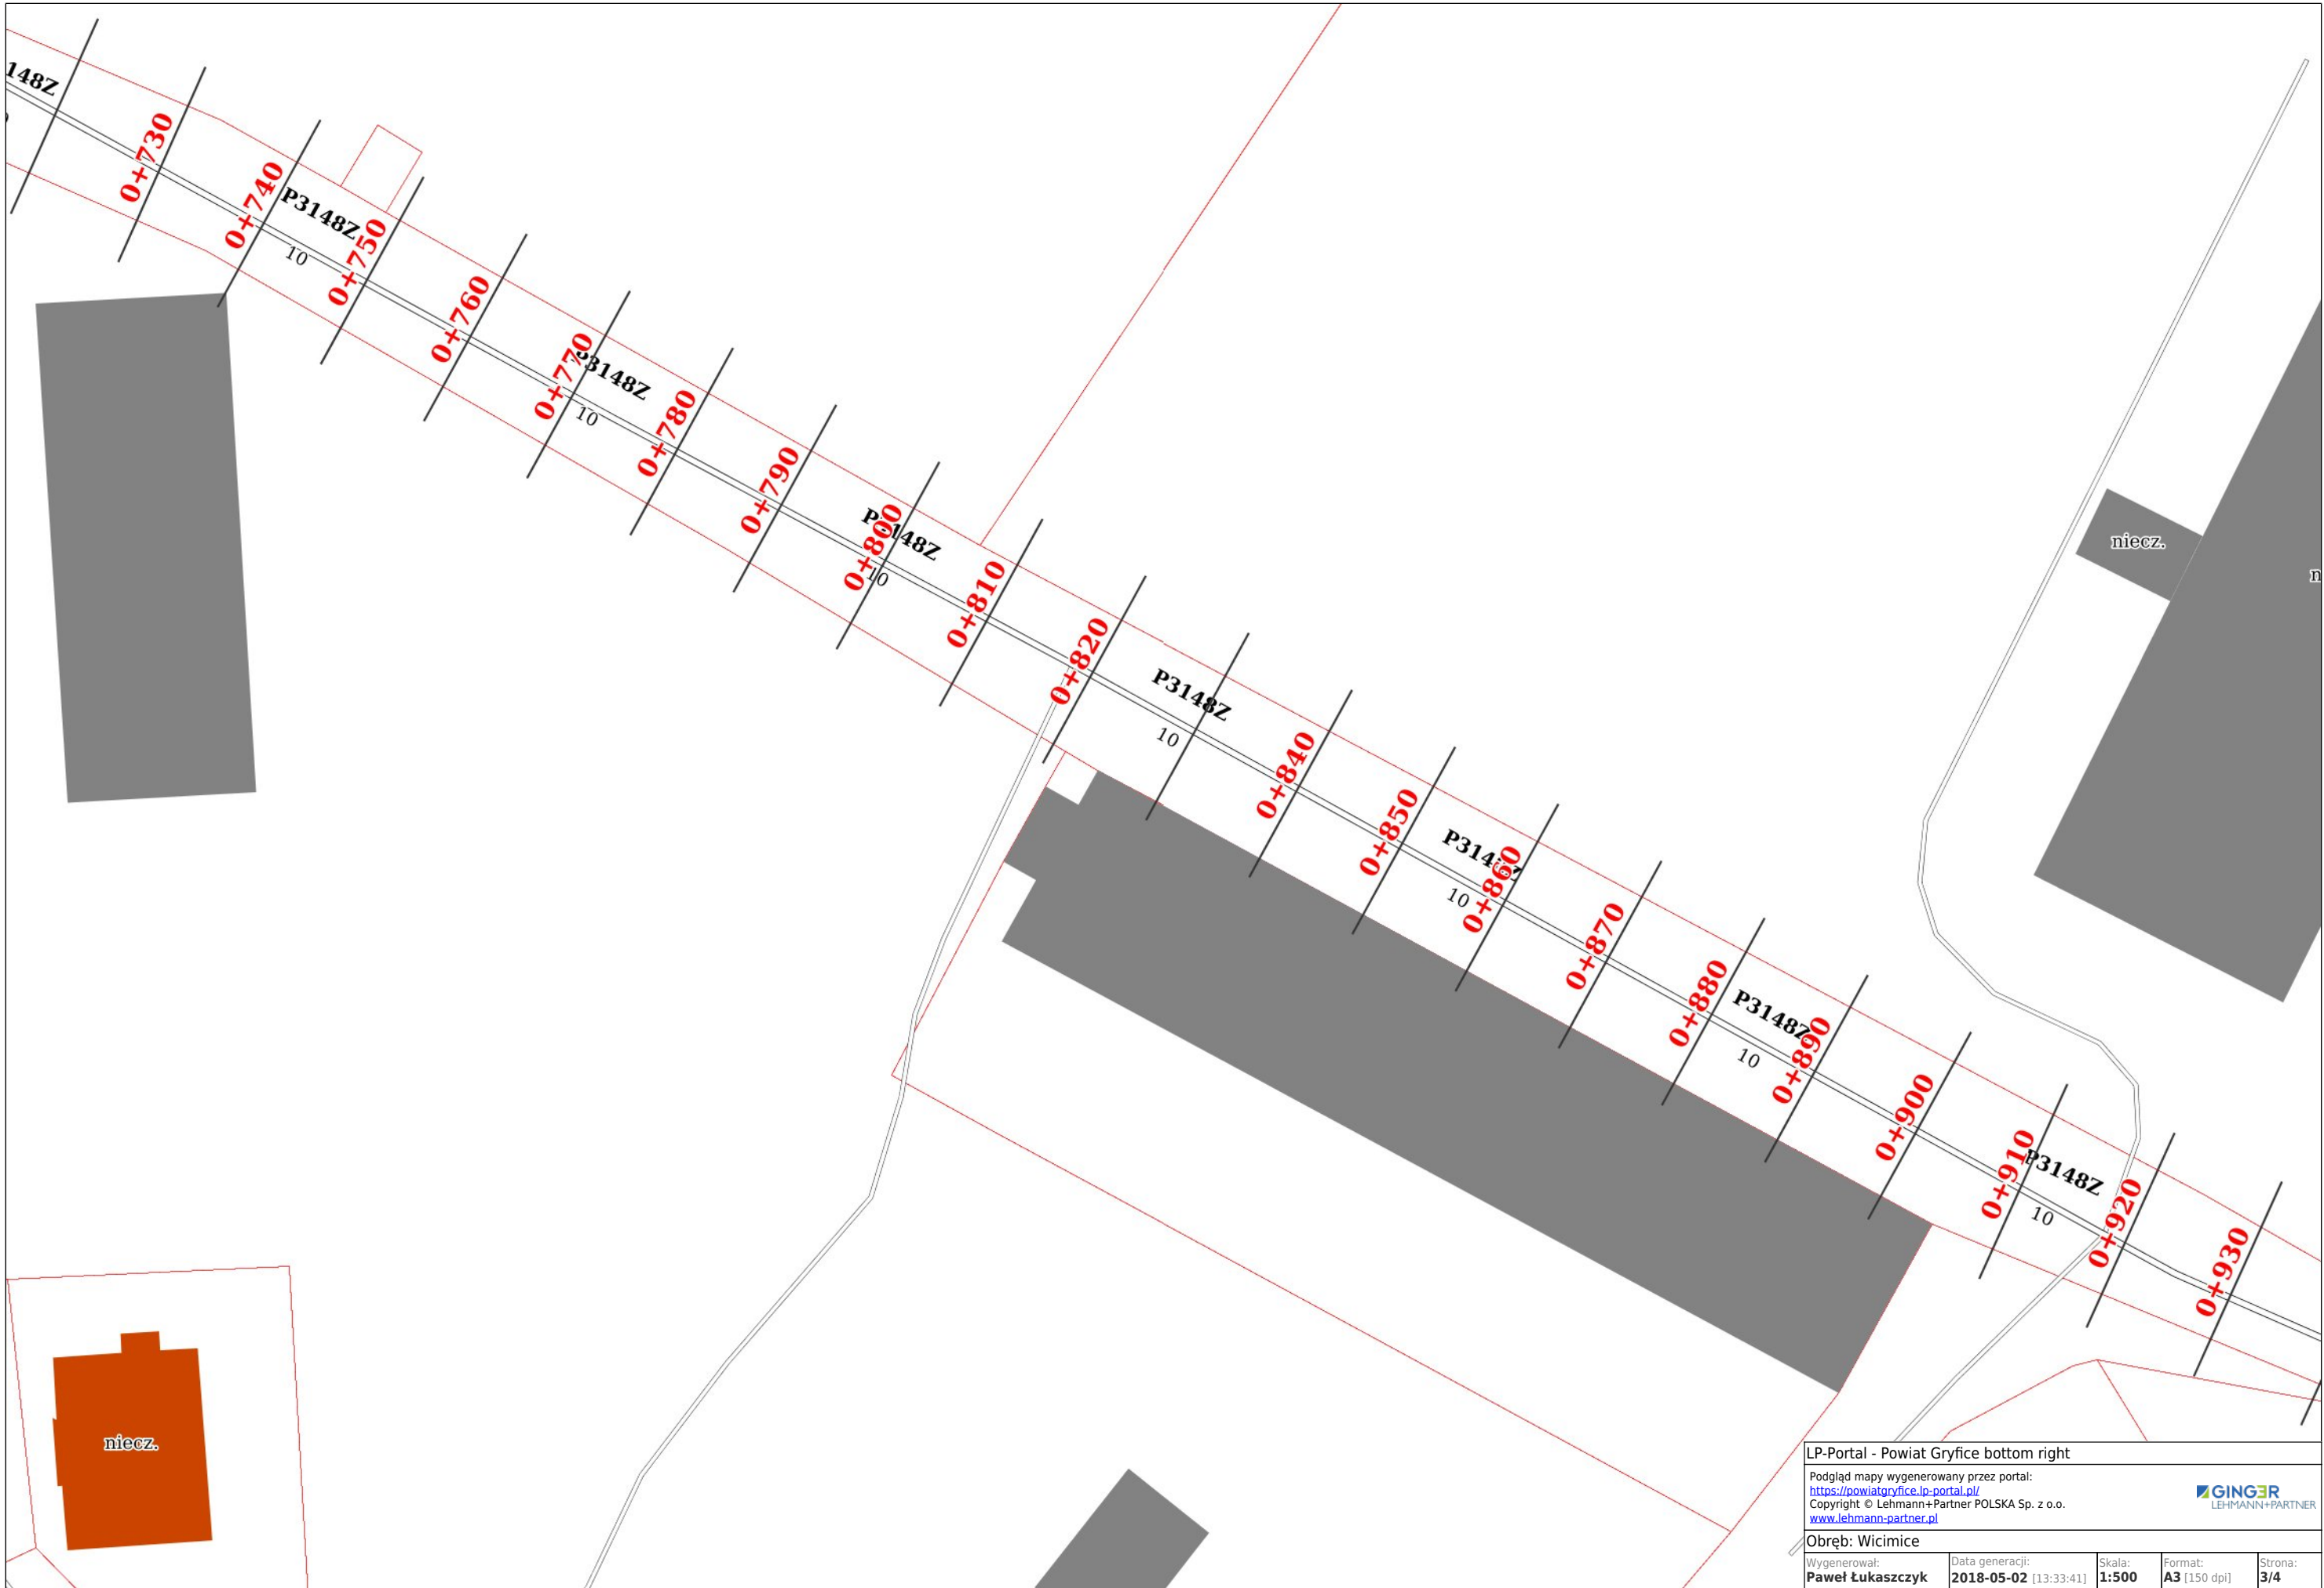 148Z
0+730
0+740
P3148Z
10
0+750
0+760
0+770
P3148Z
10
0+780
0+790
0+800
P3148Z
10
0+810
0+820
P3148Z
10
0+840
0+850
P3148Z
10
0+860
0+870
0+880
P3148Z
10
0+890
0+900
0+910
P3148Z
10
0+920
0+930
niecz.
n
niecz.
LP-Portal - Powiat Gryfice bottom right
Podgląd mapy wygenerowany przez portal:
https://powiatgryfice.lp-portal.pl/
Copyright © Lehmann+Partner POLSKA Sp. z o.o.
www.lehmann-partner.pl
GINGER
LEHMANN+PARTNER
Obręb: Wicimice
Wygenerował:
Paweł Łukaszczyk
Data generacji:
2018-05-02 [13:33:41]
Skala:
1:500
Format:
A3 [150 dpi]
Strona:
3/4